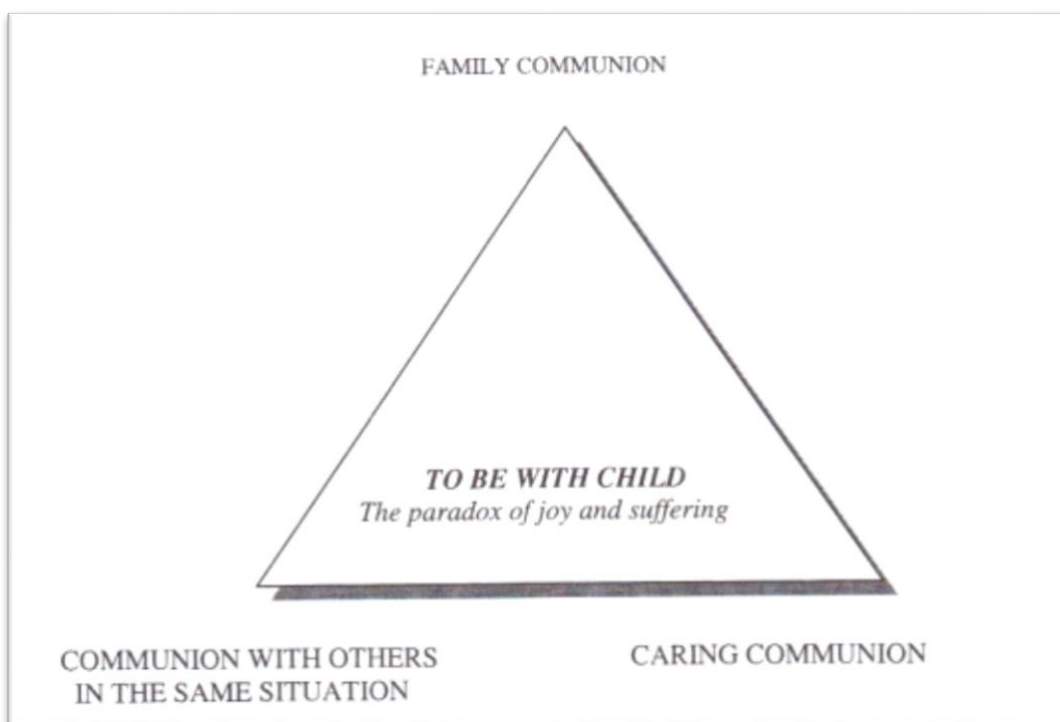 FAMILY COMMUNION
TO BE WITH CHILD
The paradox of joy and suffering
COMMUNION WITH OTHERS
IN THE SAME SITUATION
CARING COMMUNION